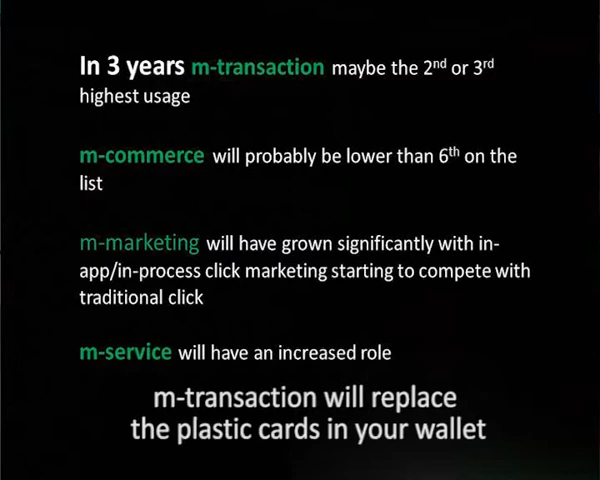 In 3 years m-transaction maybe the 2nd or 3rd
highest usage
m-commerce will probably be lower than 6th on the
list
m-marketing will have grown significantly with in-
app/in-process click marketing starting to compete with
traditional click
m-service will have an increased role
m-transaction will replace
the plastic cards in your wallet